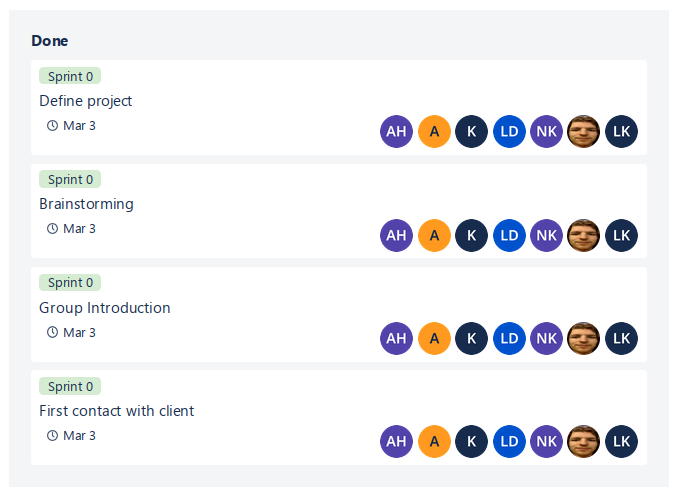 Done
Sprint 0
Define project
Mar 3
AH A K LD NK LK
Sprint 0
Brainstorming
Mar 3
AH A K LD NK LK
Sprint 0
Group Introduction
Mar 3
AH A K LD NK LK
Sprint 0
First contact with client
Mar 3
AH A K LD NK LK